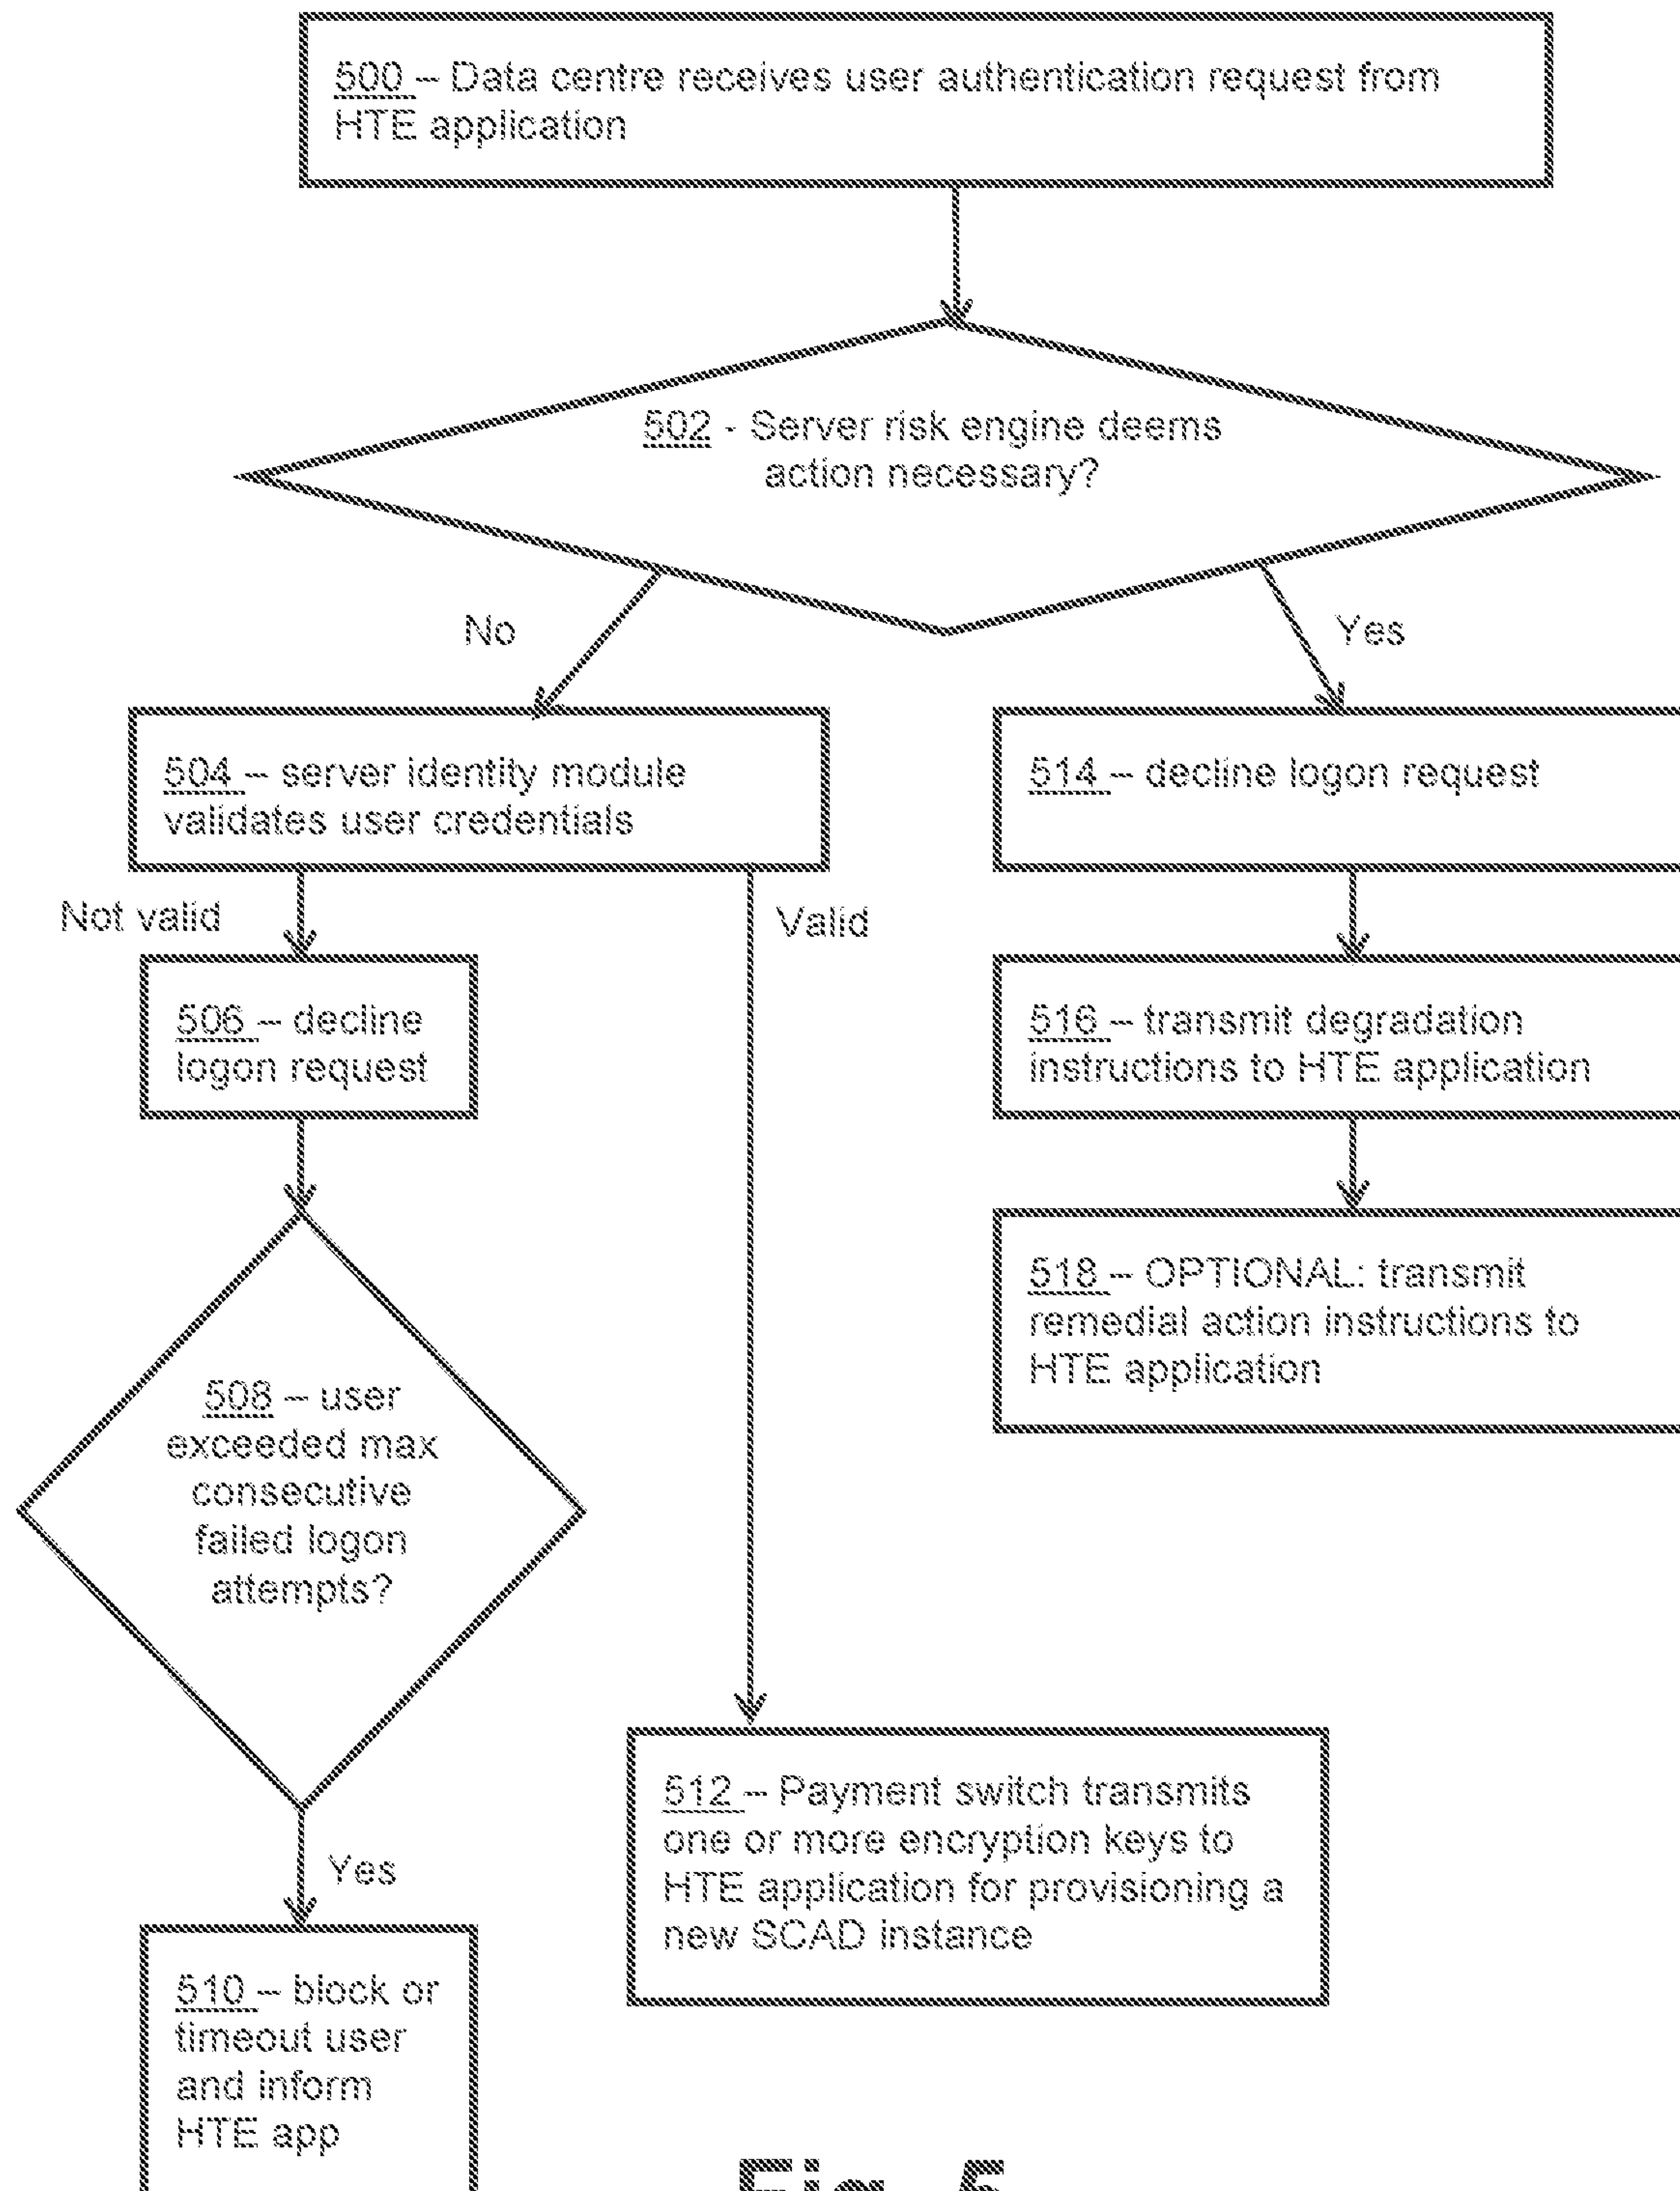 500 – Data centre receives user authentication request from
HTE application
502 - Server risk engine deems
action necessary?
No
Yes
504 – server identity module
validates user credentials
514 – decline logon request
Not valid
Valid
506 – decline
logon request
516 – transmit degradation
instructions to HTE application
518 – OPTIONAL: transmit
remedial action instructions to
HTE application
508 – user
exceeded max
consecutive
failed logon
attempts?
Yes
512 – Payment switch transmits
one or more encryption keys to
HTE application for provisioning a
new SCAD instance
510 – block or
timeout user
and inform
HTE app
Fig. 5